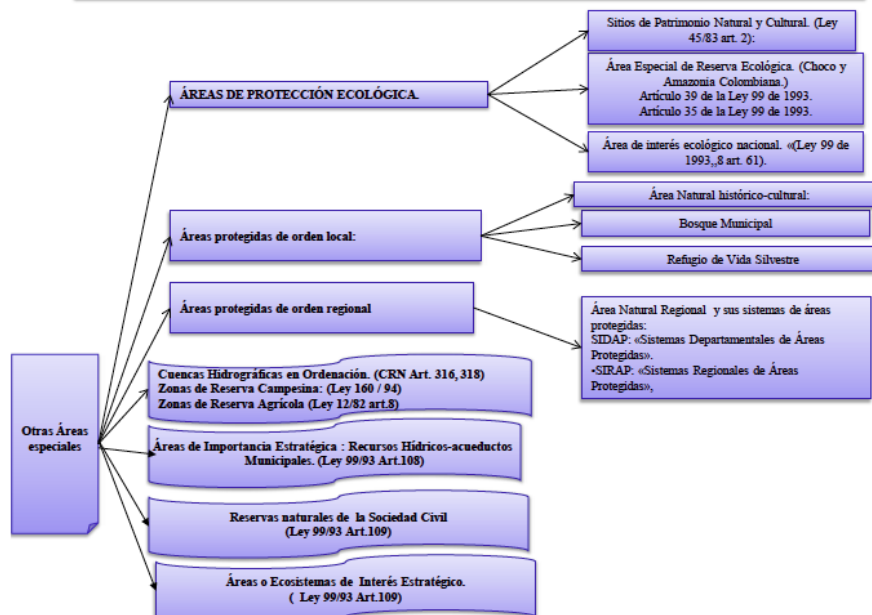 Otras Áreas
especiales
ÁREAS DE PROTECCIÓN ECOLÓGICA.
Sitios de Patrimonio Natural y Cultural. (Ley
45/83 art. 2):
Área Especial de Reserva Ecológica. (Choco y
Amazonia Colombiana.)
Artículo 39 de la Ley 99 de 1993.
Artículo 35 de la Ley 99 de 1993.
Área de interés ecológico nacional. «(Ley 99 de
1993,,8 art. 61).
Áreas protegidas de orden local:
Área Natural histórico-cultural:
Bosque Municipal
Refugio de Vida Silvestre
Áreas protegidas de orden regional
Área Natural Regional y sus sistemas de áreas
protegidas:
SIDAP: «Sistemas Departamentales de Áreas
Protegidas».
•SIRAP: «Sistemas Regionales de Áreas
Protegidas»,
Cuencas Hidrográficas en Ordenación. (CRN Art. 316, 318)
Zonas de Reserva Campesina: (Ley 160 / 94)
Zonas de Reserva Agrícola (Ley 12/82 art.8)
Áreas de Importancia Estratégica : Recursos Hídricos-acueductos
Municipales. (Ley 99/93 Art.108)
Reservas naturales de la Sociedad Civil
(Ley 99/93 Art.109)
Áreas o Ecosistemas de Interés Estratégico.
( Ley 99/93 Art.109)